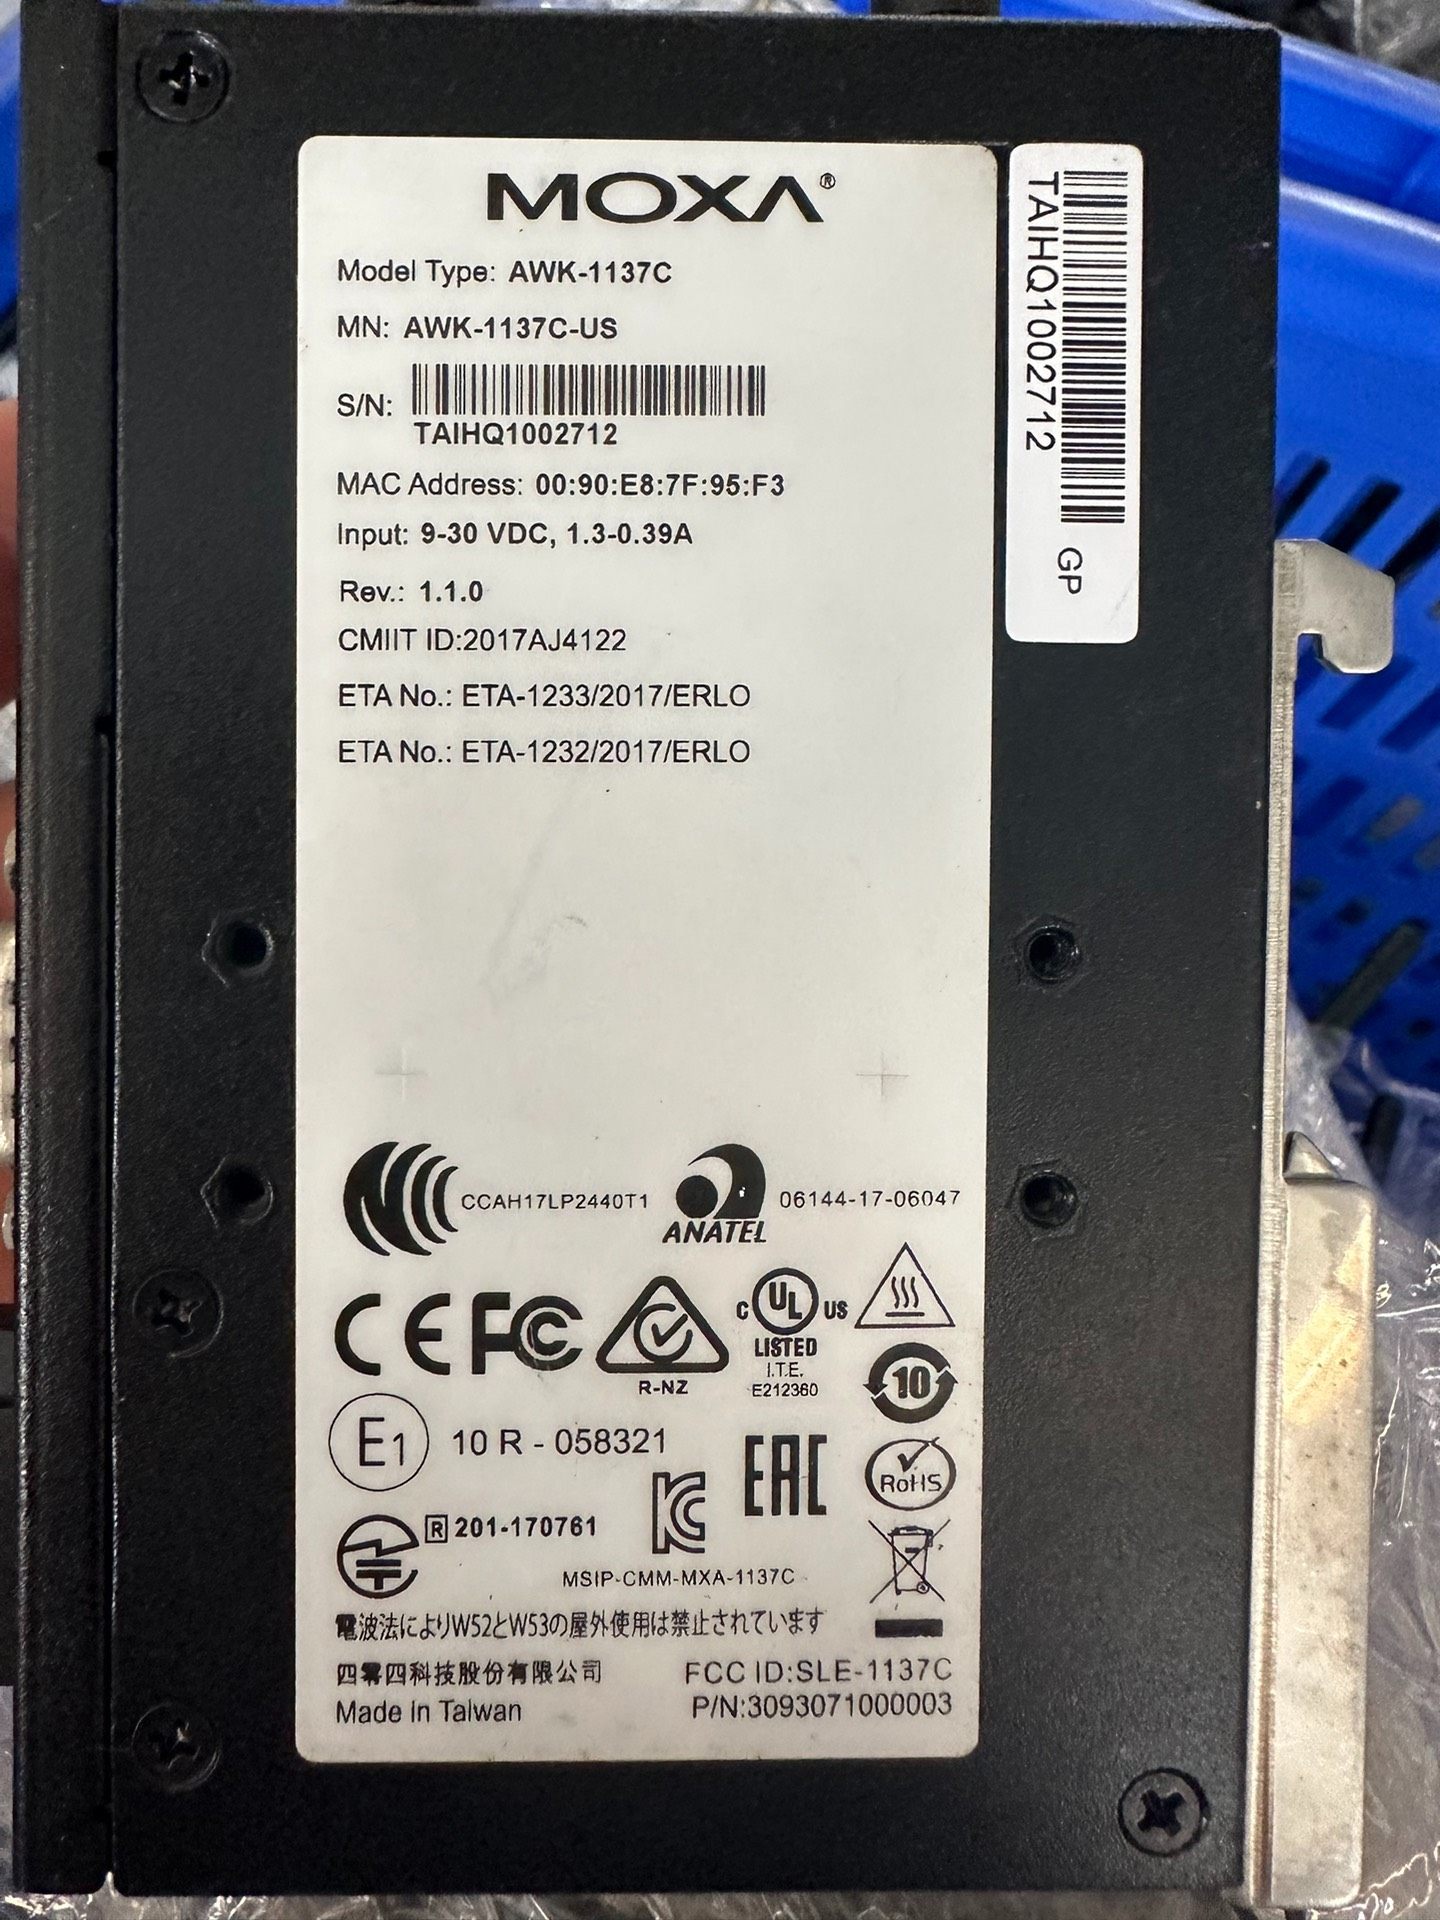 MOXA®
Model Type: AWK-1137C
MN: AWK-1137C-US
S/N:
TAIHQ1002712
MAC Address: 00:90:E8:7F:95:F3
Input: 9-30 VDC, 1.3-0.39A
Rev.: 1.1.0
CMIIT ID:2017AJ4122
ETA No.: ETA-1233/2017/ERLO
ETA No.: ETA-1232/2017/ERLO
TAIHQ1002712 GP
CCAH17LP2440T1
ANATEL 06144-17-06047
CE FC
R-NZ
C UL US
LISTED
I.T.E.
E212360
10
E1 10 R - 058321
EAC
RoHS
R 201-170761
KC
MSIP-CMM-MXA-1137C
電波法によりW52とW53の屋外使用は禁止されています
四零四科技股份有限公司 FCC ID:SLE-1137C
Made in Taiwan P/N:3093071000003